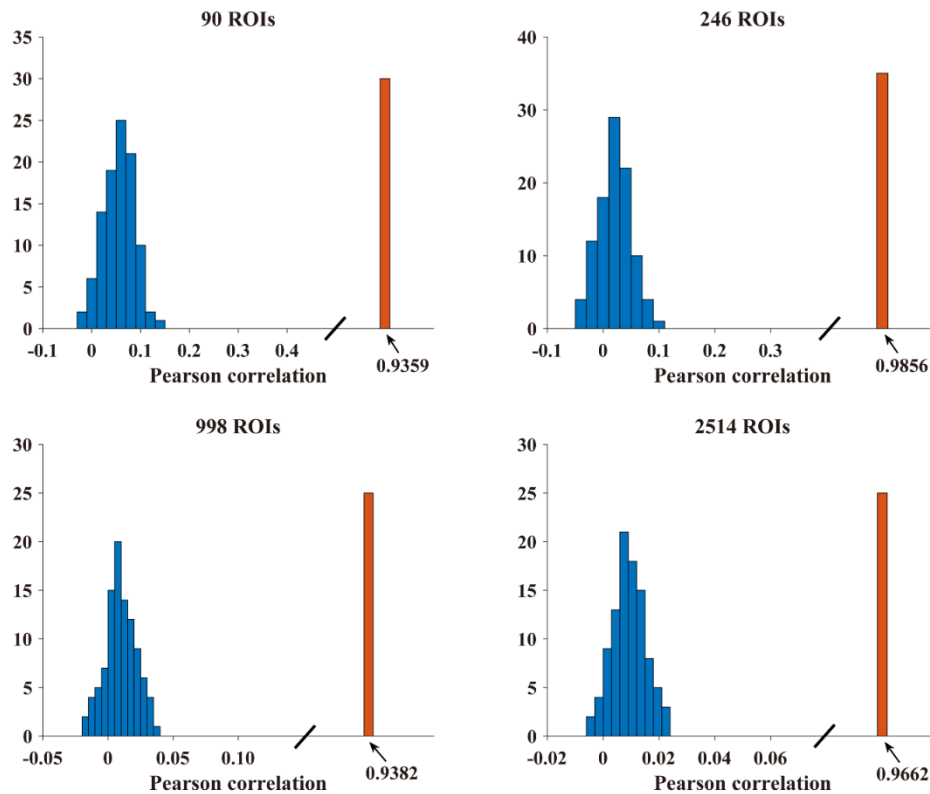 90 ROIs
35
30
25
20
15
10
5
0
-0.1 0 0.1 0.2 0.3 0.4
Pearson correlation
0.9359
246 ROIs
40
30
20
10
0
-0.1 0 0.1 0.2 0.3
Pearson correlation
0.9856
998 ROIs
30
25
20
15
10
5
0
-0.05 0 0.05 0.10
Pearson correlation
0.9382
2514 ROIs
30
25
20
15
10
5
0
-0.02 0 0.02 0.04 0.06
Pearson correlation
0.9662